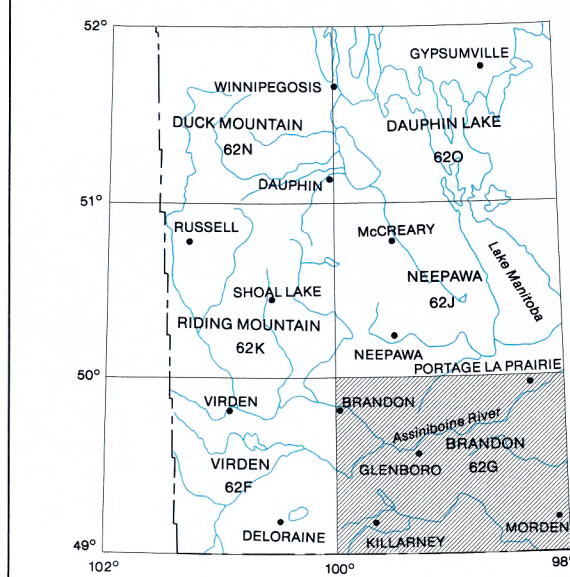 52°
GYPSUMVILLE
WINNIPEGOSIS
DUCK MOUNTAIN
62N
DAUPHIN LAKE
62O
DAUPHIN
51°
RUSSELL
McCREARY
Lake Manitoba
NEEPAWA
62J
SHOAL LAKE
RIDING MOUNTAIN
62K
NEEPAWA
PORTAGE LA PRAIRIE
50°
VIRDEN
BRANDON
Assiniboine River
BRANDON
62G
GLENBORO
VIRDEN
62F
DELORAINE
KILLARNEY
MORDEN
49°
102°
100°
98°